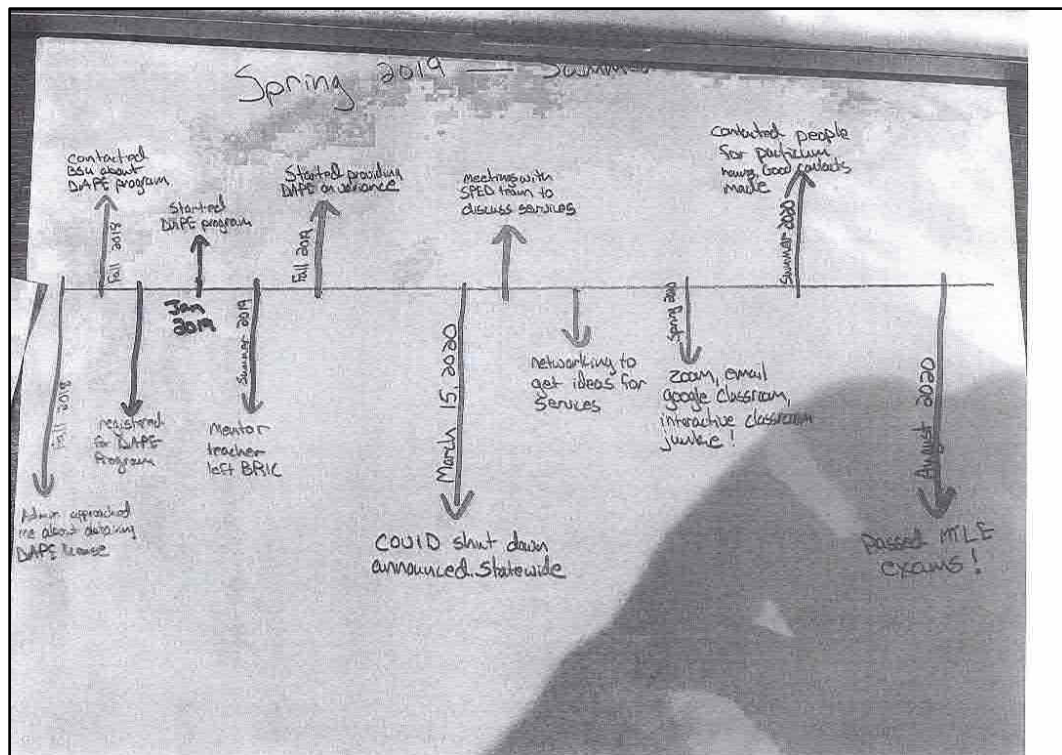 Spring 2019 — Summer
contacted
BSU about
DAPE program
Fall 2018
Started
DAPE program
Jan
2019
Started providing
DAPE on variance
Fall 2019
meetings with
SPED team to
discuss services
contacted people
for practicum
Good contacts
made
Summer 2020
Fall 2018
Admin approached
me about obtaining
DAPE license
registered
for DAPE
Program
Summer 2019
Mentor
teacher
left BRIC
March 15, 2020
COVID shut down
announced. Statewide
networking to
get ideas for
services
Spring 2020
zoom, email
google classroom,
interactive classroom
junkie!
August 2020
passed MTLE
exams!